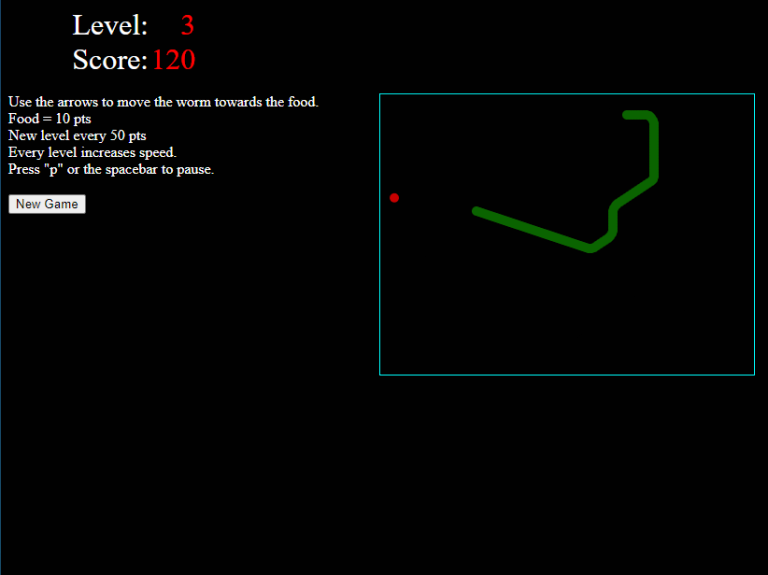 Level: 3
Score: 120
Use the arrows to move the worm towards the food.
Food = 10 pts
New level every 50 pts
Every level increases speed.
Press "p" or the spacebar to pause.
New Game